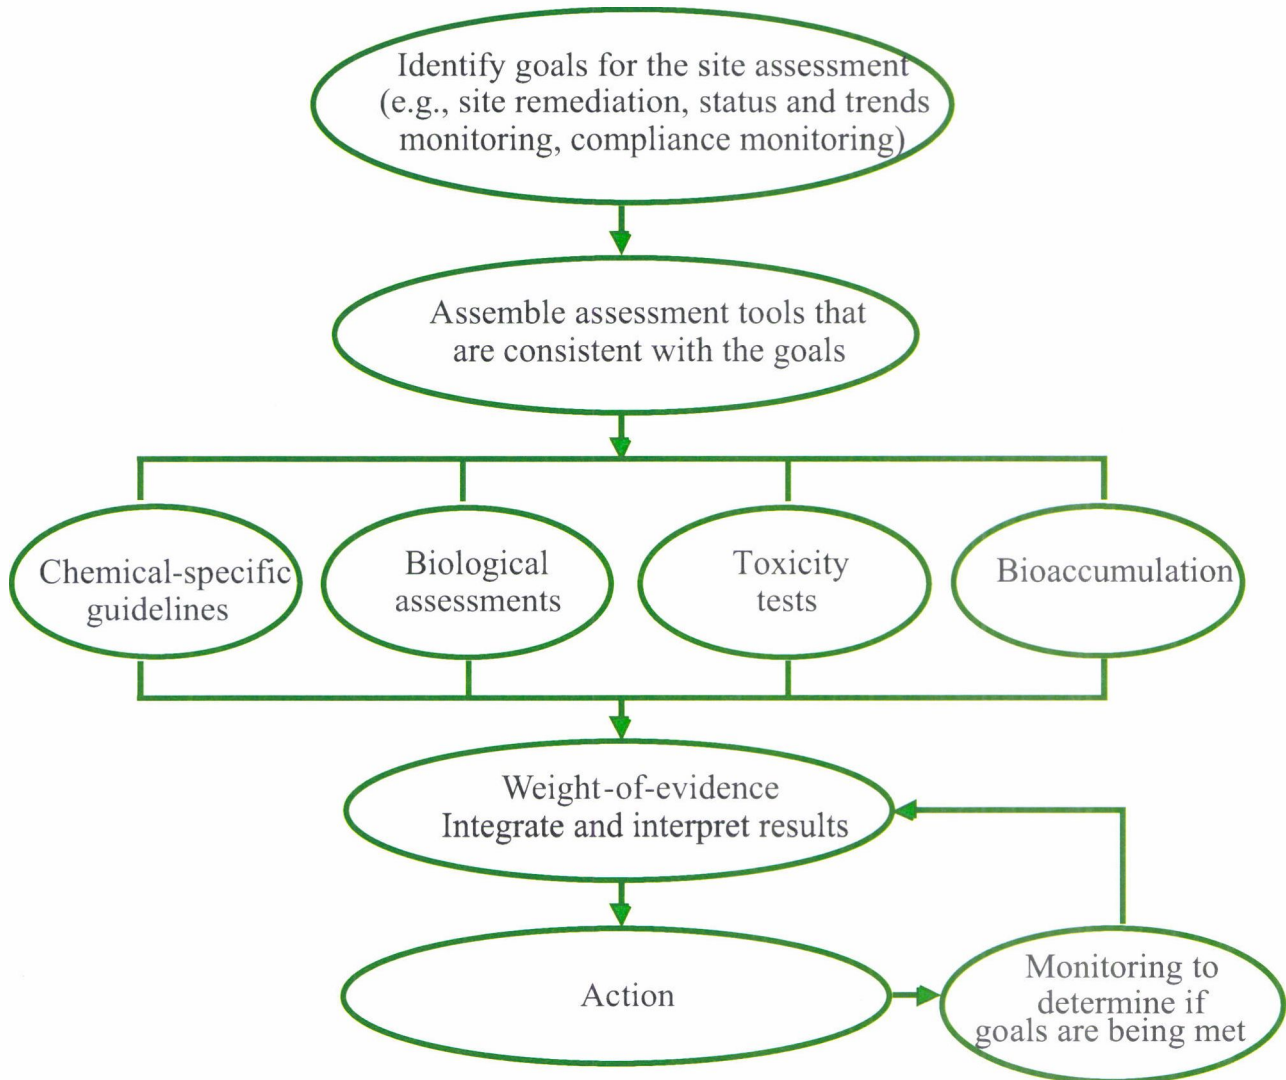 Identify goals for the site assessment
(e.g., site remediation, status and trends
monitoring, compliance monitoring)
Assemble assessment tools that
are consistent with the goals
Chemical-specific
guidelines
Biological
assessments
Toxicity
tests
Bioaccumulation
Weight-of-evidence
Integrate and interpret results
Action
Monitoring to
determine if
goals are being met